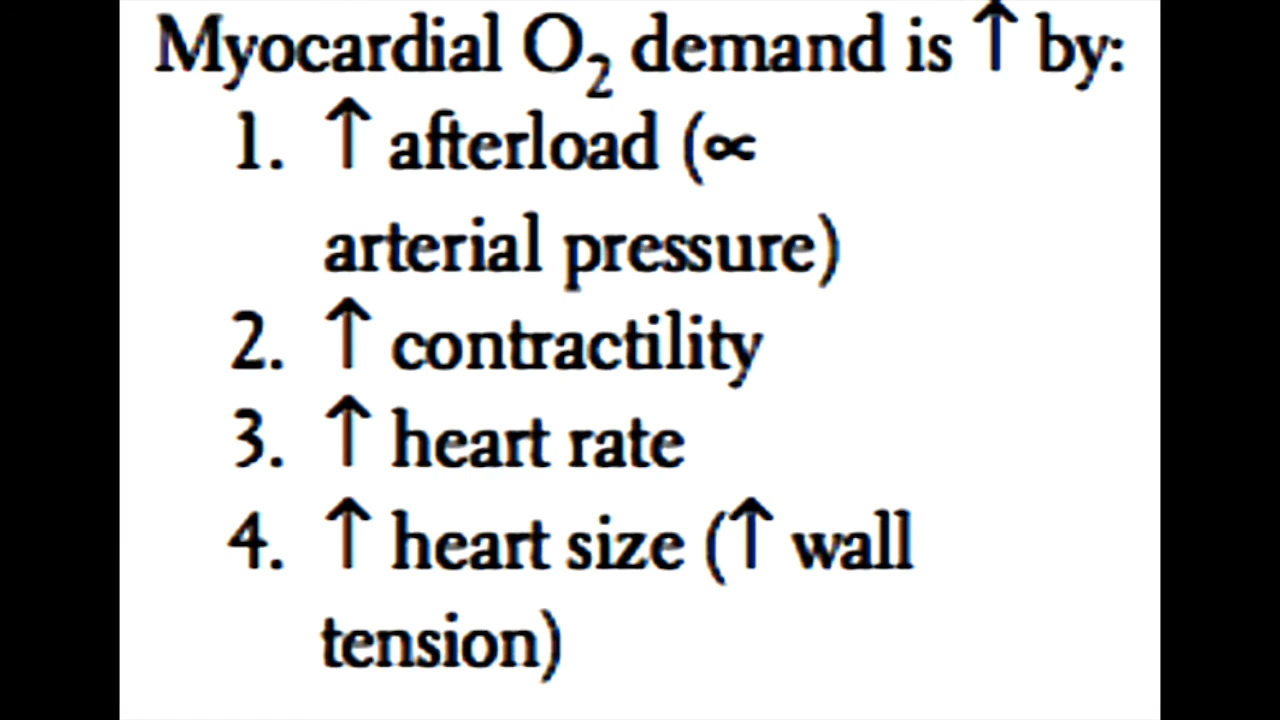 Myocardial O₂ demand is ↑ by:
1. ↑ afterload (∝
arterial pressure)
2. ↑ contractility
3. ↑ heart rate
4. ↑ heart size (↑ wall
tension)